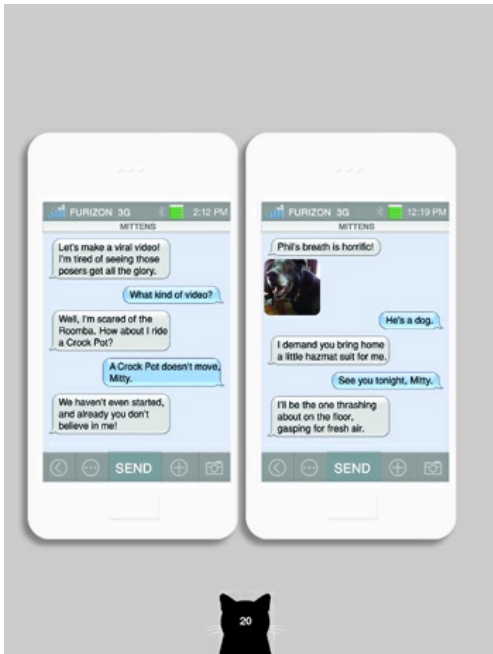 FURIZON 3G 2:12 PM
MITTENS
Let's make a viral video!
I'm tired of seeing those
posers get all the glory.
What kind of video?
Well, I'm scared of the
Roomba. How about I ride
a Crock Pot?
A Crock Pot doesn't move,
Mitty.
We haven't even started,
and already you don't
believe in me!
SEND
FURIZON 3G 12:19 PM
MITTENS
Phil's breath is horrific!
He's a dog.
I demand you bring home
a little hazmat suit for me.
See you tonight, Mitty.
I'll be the one thrashing
about on the floor,
gasping for fresh air.
SEND
20